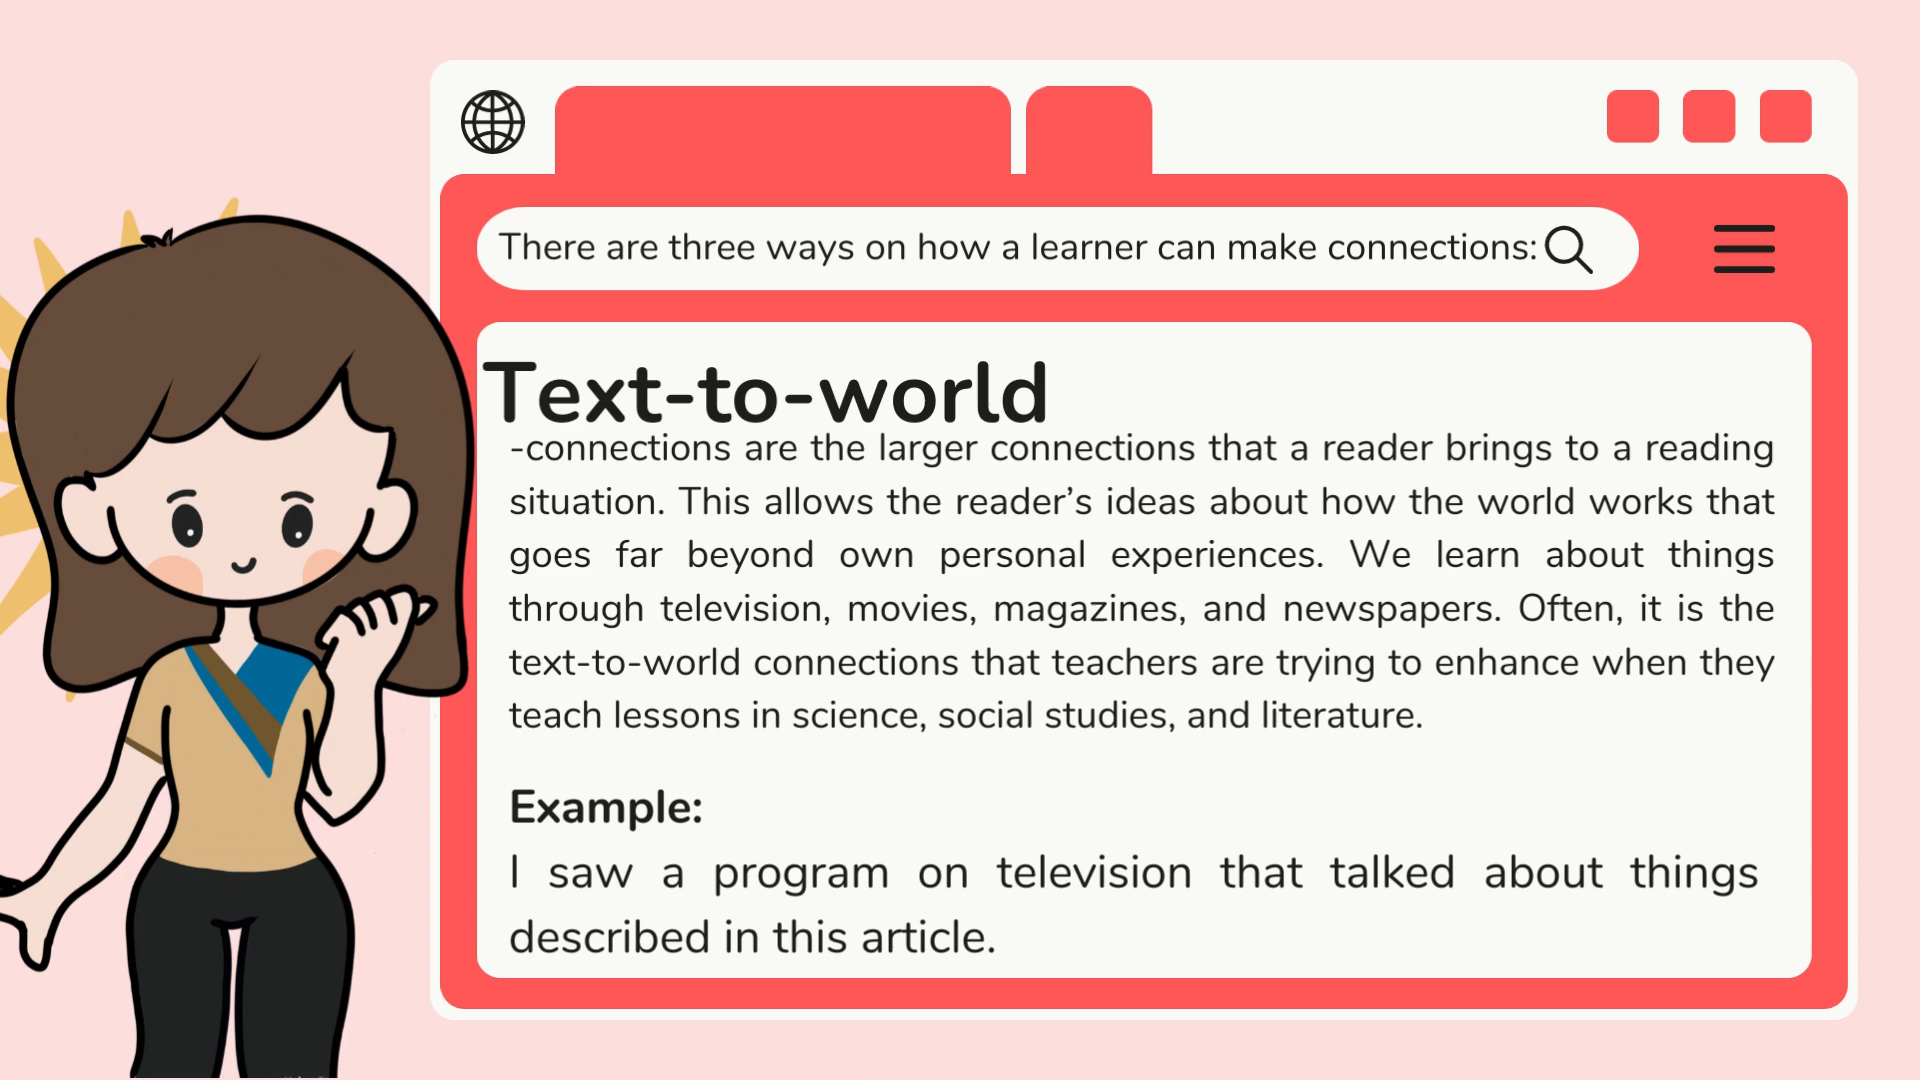 There are three ways on how a learner can make connections:
Text-to-world
-connections are the larger connections that a reader brings to a reading
situation. This allows the reader’s ideas about how the world works that
goes far beyond own personal experiences. We learn about things
through television, movies, magazines, and newspapers. Often, it is the
text-to-world connections that teachers are trying to enhance when they
teach lessons in science, social studies, and literature.
Example:
I saw a program on television that talked about things
described in this article.